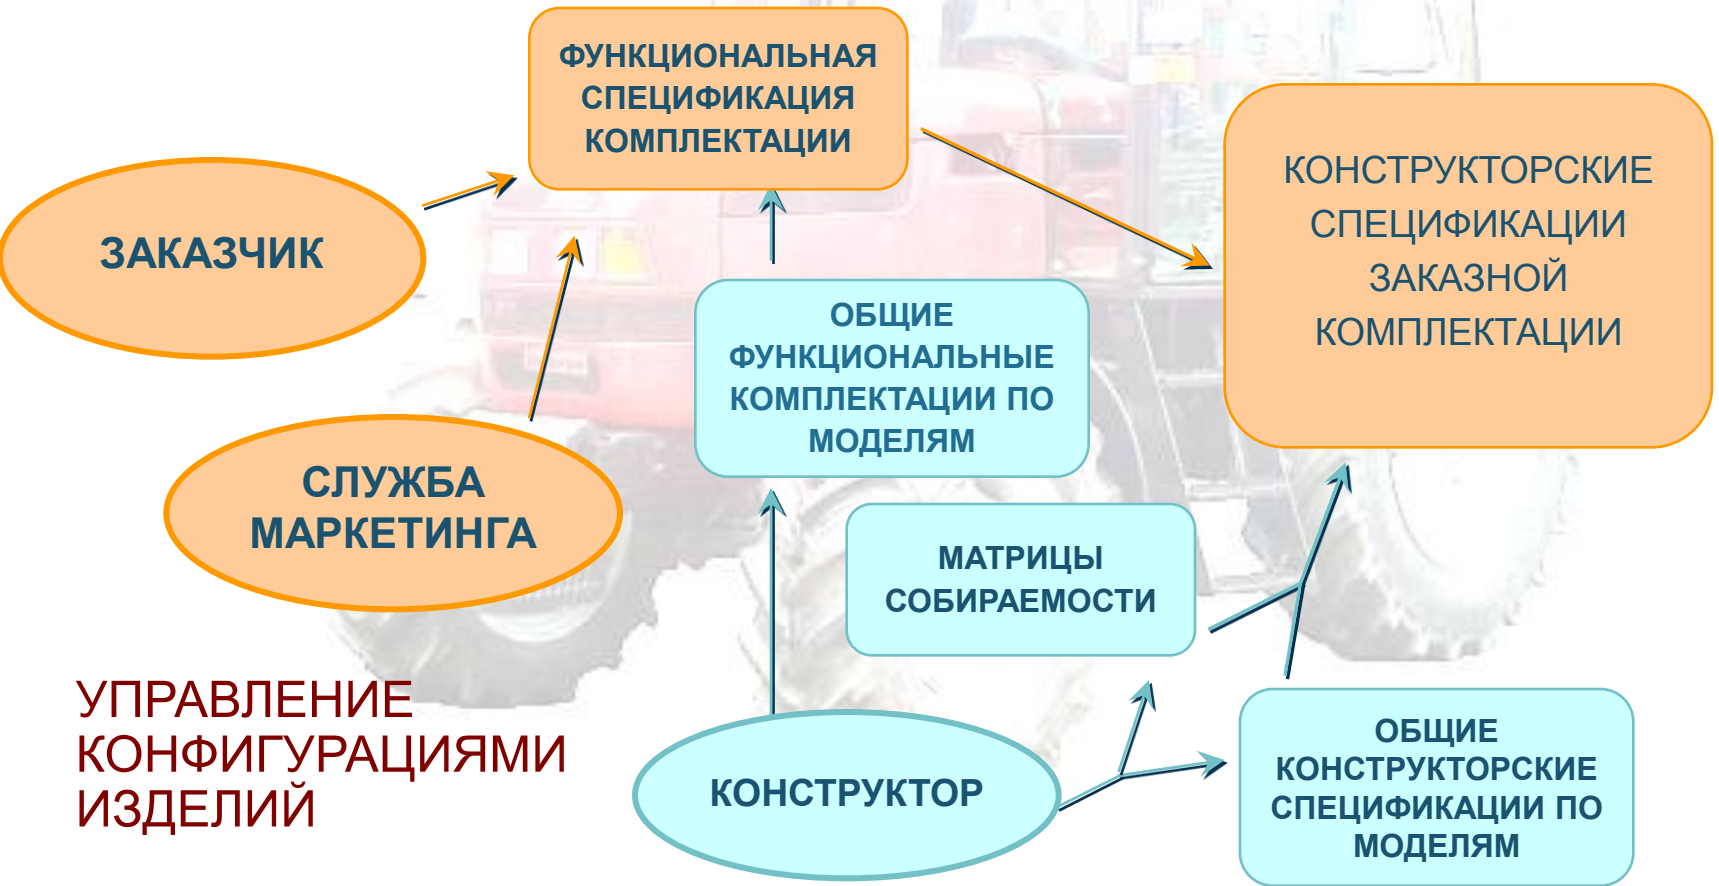 ФУНКЦИОНАЛЬНАЯ
СПЕЦИФИКАЦИЯ
КОМПЛЕКТАЦИИ
КОНСТРУКТОРСКИЕ
СПЕЦИФИКАЦИИ
ЗАКАЗНОЙ
КОМПЛЕКТАЦИИ
ЗАКАЗЧИК
ОБЩИЕ
ФУНКЦИОНАЛЬНЫЕ
КОМПЛЕКТАЦИИ ПО
МОДЕЛЯМ
СЛУЖБА
МАРКЕТИНГА
МАТРИЦЫ
СОБИРАЕМОСТИ
УПРАВЛЕНИЕ
КОНФИГУРАЦИЯМИ
ИЗДЕЛИЙ
КОНСТРУКТОР
ОБЩИЕ
КОНСТРУКТОРСКИЕ
СПЕЦИФИКАЦИИ ПО
МОДЕЛЯМ